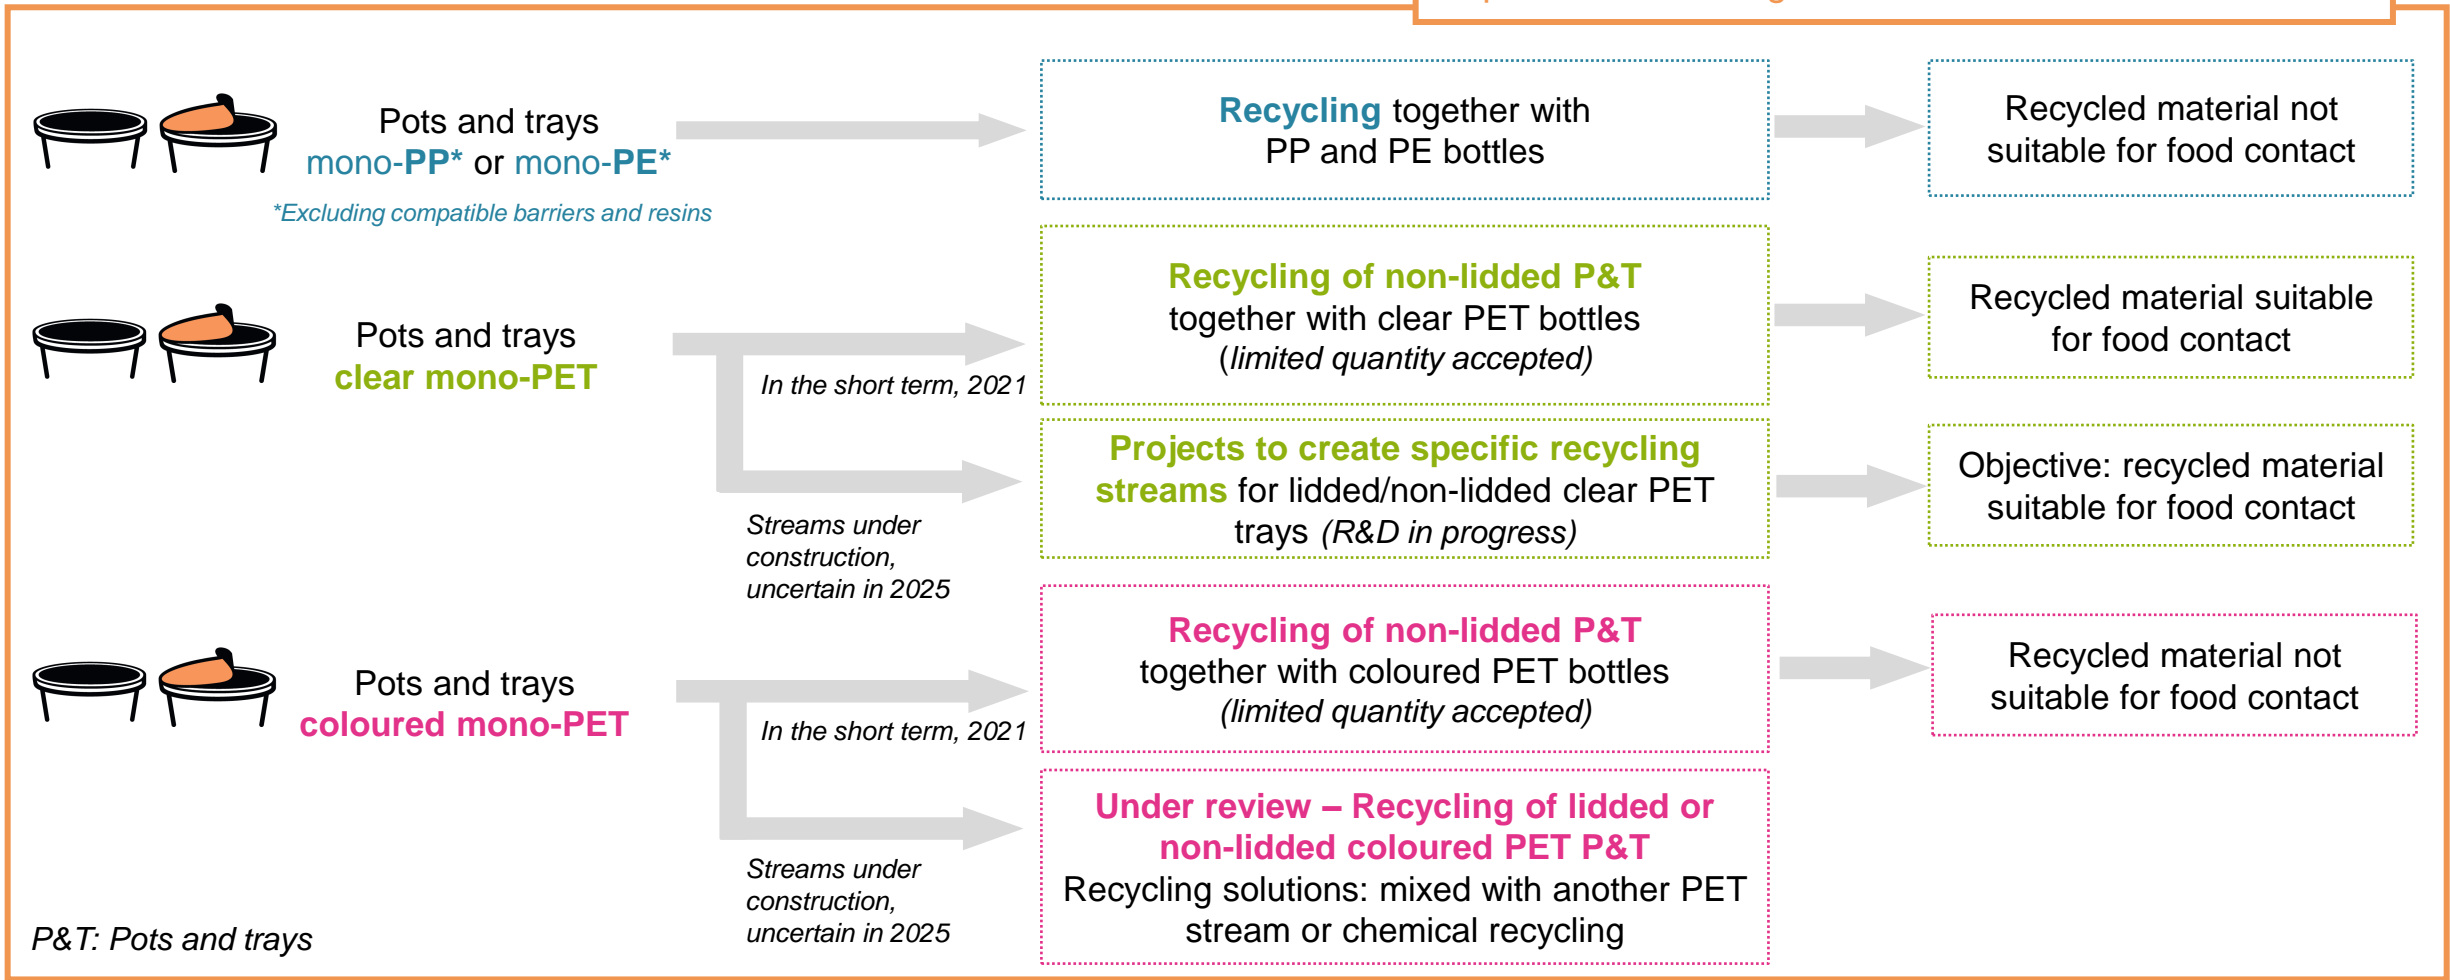 Pots and trays
mono-PP* or mono-PE*
*Excluding compatible barriers and resins
Recycling together with
PP and PE bottles
Recycled material not
suitable for food contact
Pots and trays
clear mono-PET
In the short term, 2021
Recycling of non-lidded P&T
together with clear PET bottles
(limited quantity accepted)
Recycled material suitable
for food contact
Streams under
construction,
uncertain in 2025
Projects to create specific recycling
streams for lidded/non-lidded clear PET
trays (R&D in progress)
Objective: recycled material
suitable for food contact
Pots and trays
coloured mono-PET
In the short term, 2021
Recycling of non-lidded P&T
together with coloured PET bottles
(limited quantity accepted)
Recycled material not
suitable for food contact
Streams under
construction,
uncertain in 2025
Under review – Recycling of lidded or
non-lidded coloured PET P&T
Recycling solutions: mixed with another PET
stream or chemical recycling
P&T: Pots and trays